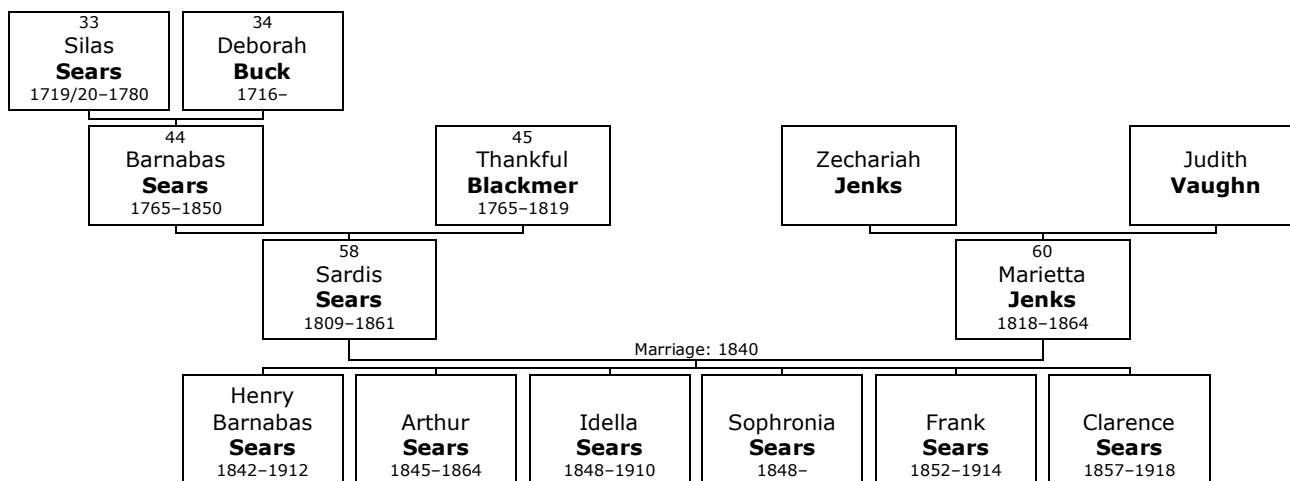 33
Silas
Sears
1719/20–1780
34
Deborah
Buck
1716–
44
Barnabas
Sears
1765–1850
45
Thankful
Blackmer
1765–1819
Zechariah
Jenks
Judith
Vaughn
58
Sardis
Sears
1809–1861
60
Marietta
Jenks
1818–1864
Marriage: 1840
Henry
Barnabas
Sears
1842–1912
Arthur
Sears
1845–1864
Idella
Sears
1848–1910
Sophronia
Sears
1848–
Frank
Sears
1852–1914
Clarence
Sears
1857–1918